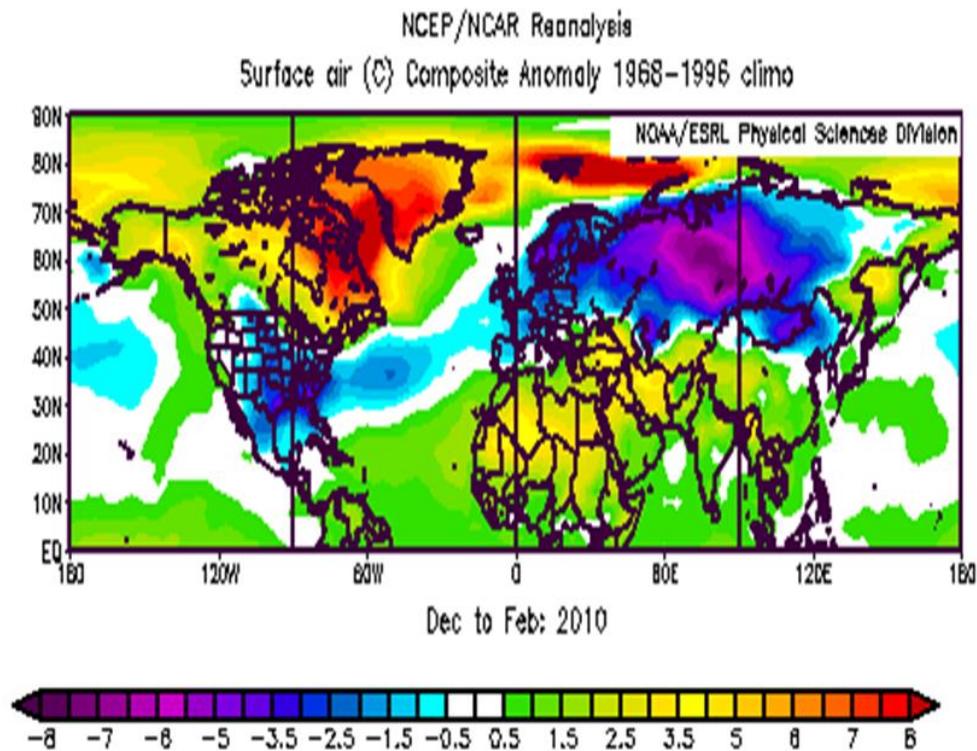 NCEP/NCAR Reanalysis
Surface air (C) Composite Anomaly 1968-1996 climo
NOAA/ESRL Physical Sciences Division
90N
80N
70N
60N
50N
40N
30N
20N
10N
EQ
180 120W 60W 0 60E 120E 180
Dec to Feb: 2010
-8 -7 -6 -5 -3.5 -2.5 -1.5 -0.5 0.5 1.5 2.5 3.5 5 6 7 8